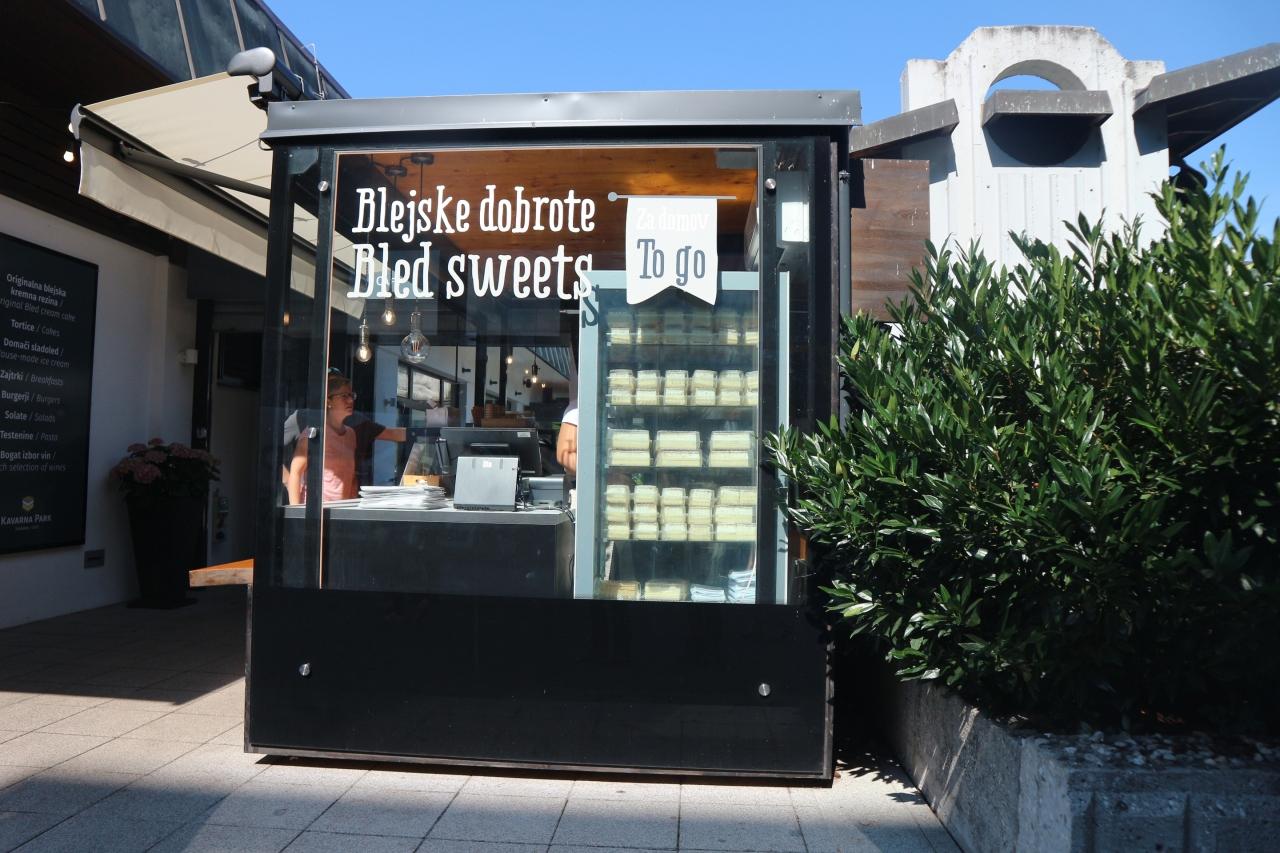 Blejske dobrote
Bled sweets
Za domov
To go
Originalna blejska
kremna rezina /
Original Bled cream cake
Tortice / Cakes
Domači sladoled /
House-made ice cream
Zajtrki / Breakfasts
Burgerji / Burgers
Solate / Salads
Testenine / Pasta
Bogat izbor vin /
selection of wines
KAVARNA PARK